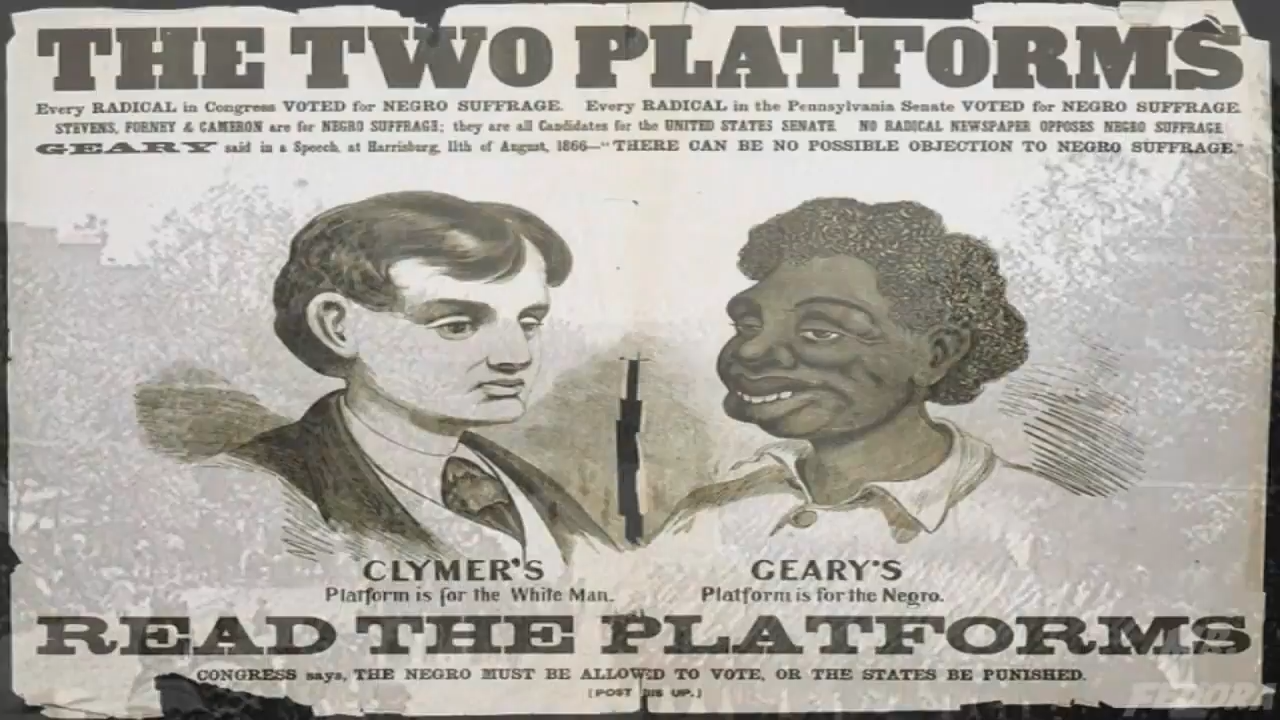 THE TWO PLATFORMS
Every RADICAL in Congress VOTED for NEGRO SUFFRAGE. Every RADICAL in the Pennsylvania Senate VOTED for NEGRO SUFFRAGE.
STEVENS, FORNEY & CAMERON are for NEGRO SUFFRAGE; they are all Candidates for the UNITED STATES SENATE. NO RADICAL NEWSPAPER OPPOSES NEGRO SUFFRAGE
GEARY said in a Speech, at Harrisburg, 11th of August, 1866—"THERE CAN BE NO POSSIBLE OBJECTION TO NEGRO SUFFRAGE."
CLYMER'S
Platform is for the White Man.
GEARY'S
Platform is for the Negro.
READ THE PLATFORMS
CONGRESS says, THE NEGRO MUST BE ALLOWED TO VOTE, OR THE STATES BE PUNISHED.
[POST UP.]